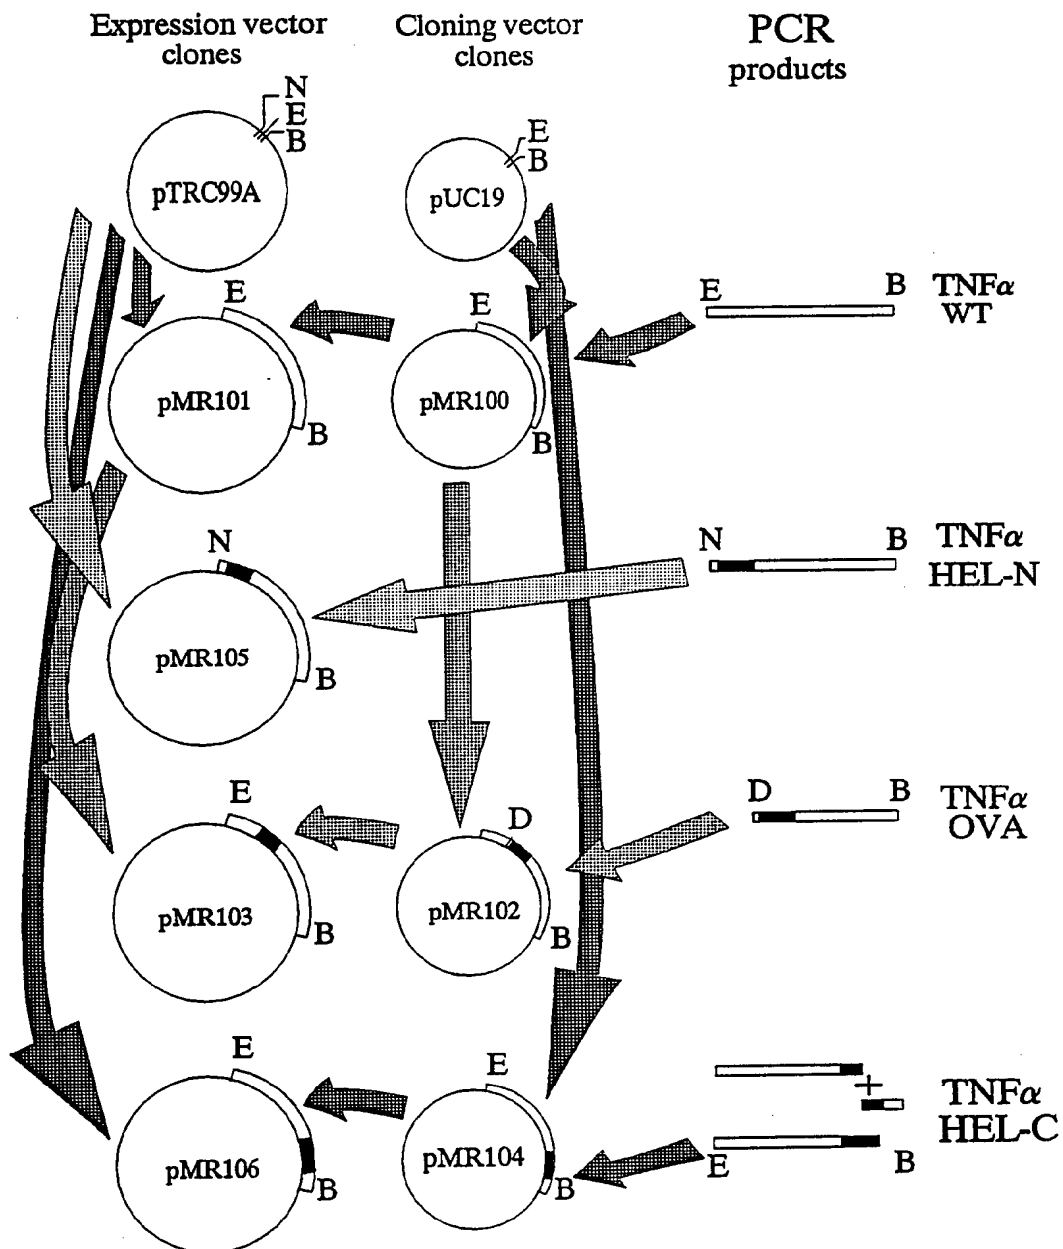 Expression vector
clones
Cloning vector
clones
PCR
products
N
E
B
pTRC99A
E
B
pUC19
E
B
pMR101
E
B
pMR100
E
B
TNFα
WT
N
B
pMR105
N
B
TNFα
HEL-N
E
B
pMR103
D
B
pMR102
D
B
TNFα
OVA
E
B
pMR106
E
B
pMR104
+
E
B
TNFα
HEL-C